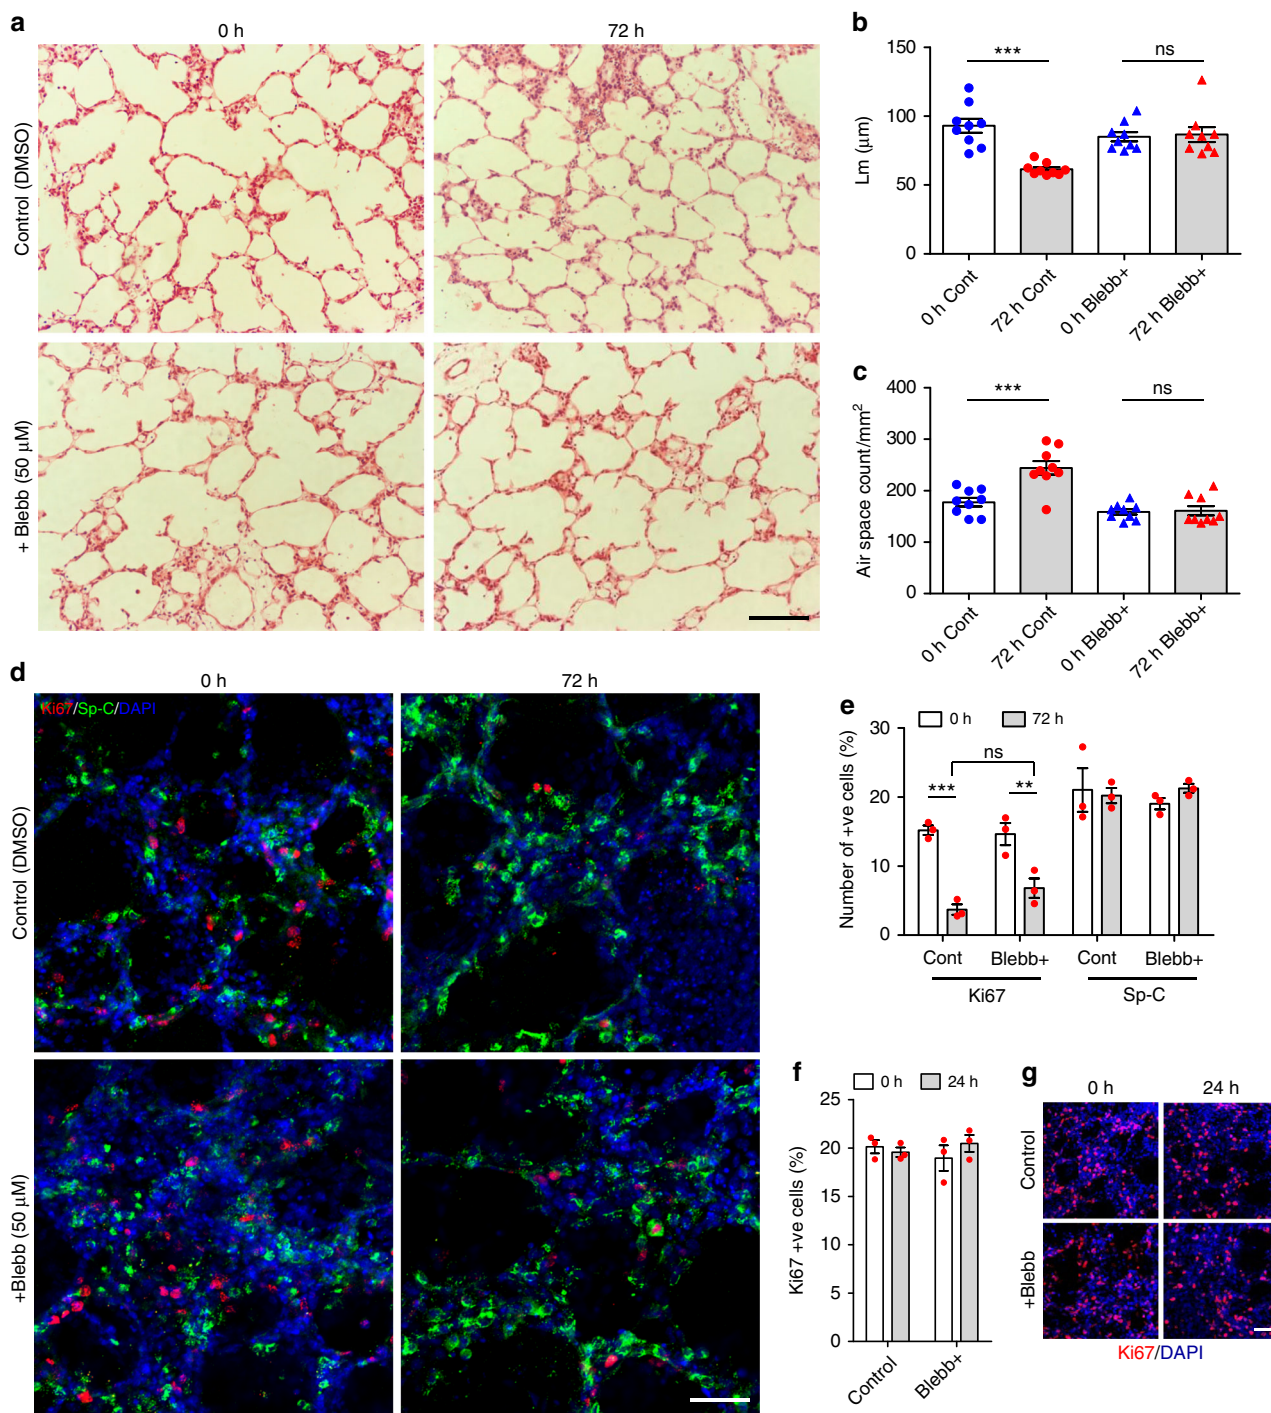 a
0 h
72 h
Control (DMSO)
+ Blebb (50 µM)
b
150
100
50
0
Lm (µm)
***
ns
0 h Cont
72 h Cont
0 h Blebb+
72 h Blebb+
c
400
300
200
100
0
Air space count/mm²
***
ns
0 h Cont
72 h Cont
0 h Blebb+
72 h Blebb+
d
0 h
72 h
Ki67/Sp-C/DAPI
Control (DMSO)
+Blebb (50 µM)
e
0 h
72 h
30
20
10
0
Number of +ve cells (%)
ns
***
**
Cont
Blebb+
Cont
Blebb+
Ki67
Sp-C
f
0 h
24 h
25
20
15
10
5
0
Ki67 +ve cells (%)
Control
Blebb+
g
0 h
24 h
Control
+Blebb
Ki67/DAPI